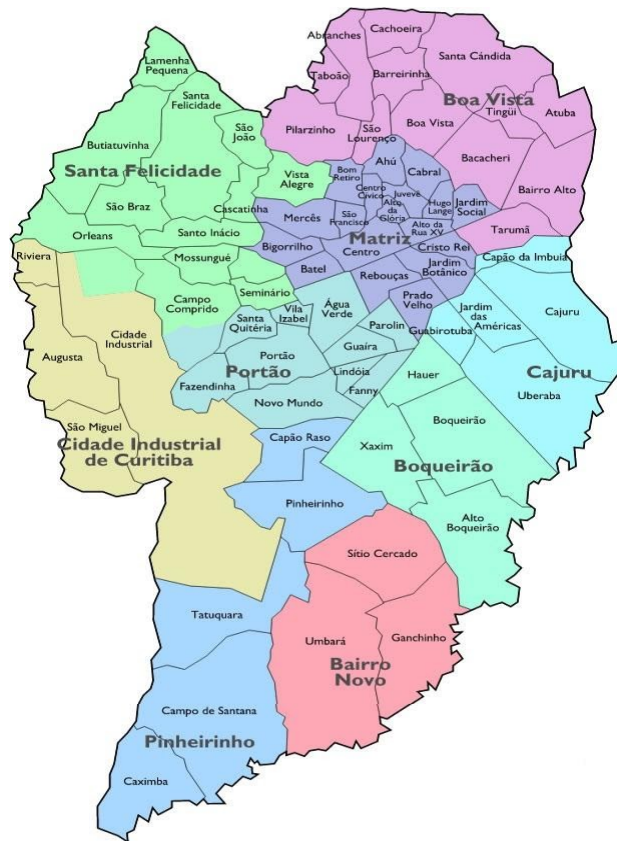 Cachoeira
Abranches
Santa Cándida
Lamenha
Pequena
Taboão
Barreirinha
Boa Vista
Santa
Felicidade
Tingüi
Atuba
São
João
Pilarzinho
São
Lourenço
Boa Vista
Butiatuvinha
Bacacheri
Santa Felicidade
Vista
Alegre
Bom
Retiro
Ahú
Cabral
Bairro Alto
Centro
Cívico
Juvevê
Hugo
Lange
Jardim
Social
São Braz
Cascatinha
Mercês
São
Francisco
Alto
da
Glória
Alto da
Rua XV
Tarumã
Orleans
Santo Inácio
Matriz
Bigorrilho
Centro
Cristo Rei
Capão da Imbuia
Riviera
Mossunguê
Batel
Rebouças
Jardim
Botânico
Campo
Comprido
Seminário
Água
Verde
Prado
Velho
Jardim
das
Américas
Cajuru
Santa
Quitéria
Vila
Izabel
Parolin
Guabirotuba
Cidade
Industrial
Augusta
Portão
Guaíra
Portão
Fazendinha
Lindóia
Fanny
Hauer
Cajuru
Novo Mundo
Uberaba
São Miguel
Cidade Industrial
de Curitiba
Capão Raso
Xaxim
Boqueirão
Boqueirão
Pinheirinho
Alto
Boqueirão
Sítio Cercado
Tatuquara
Umbará
Ganchinho
Bairro
Novo
Campo de Santana
Pinheirinho
Caximba